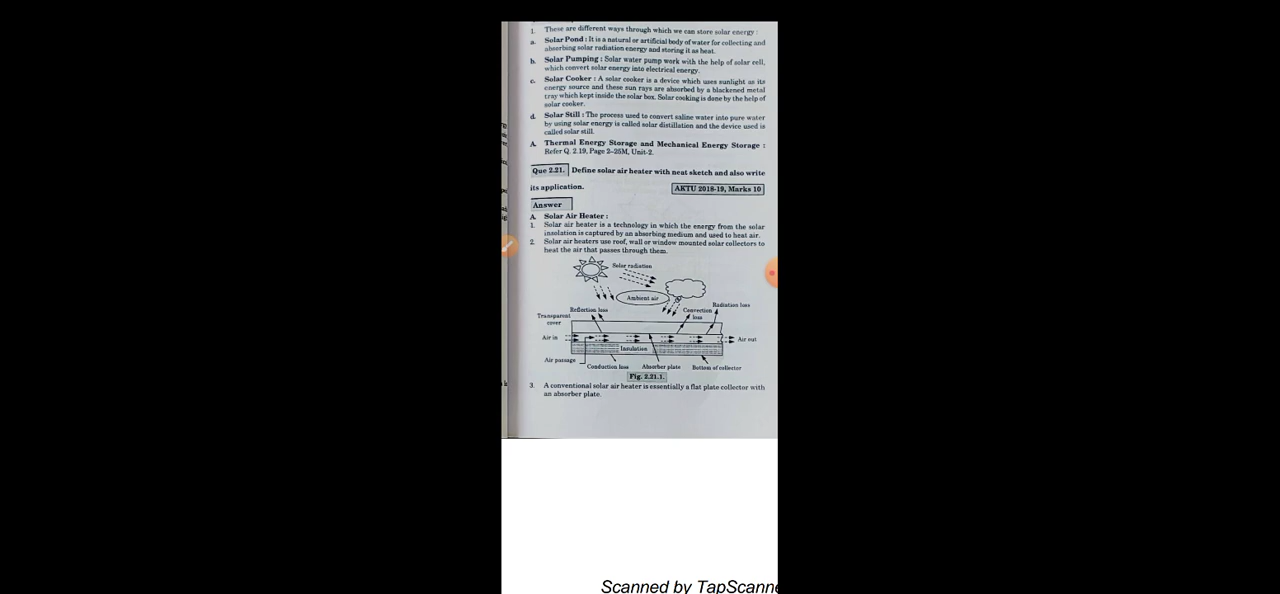 1. These are different ways through which we can store solar energy :
a. Solar Pond : It is a natural or artificial body of water for collecting and
absorbing solar radiation energy and storing it as heat.
b. Solar Pumping : Solar water pump work with the help of solar cell,
which convert solar energy into electrical energy.
c. Solar Cooker : A solar cooker is a device which uses sunlight as its
energy source and these sun rays are absorbed by a blackened metal
tray which kept inside the solar box. Solar cooking is done by the help of
solar cooker.
d. Solar Still : The process used to convert saline water into pure water
by using solar energy is called solar distillation and the device used is
called solar still.
A. Thermal Energy Storage and Mechanical Energy Storage :
Refer Q. 2.19, Page 2–25M, Unit-2.
Que 2.21. Define solar air heater with neat sketch and also write
its application. AKTU 2018-19, Marks 10
Answer
A. Solar Air Heater :
1. Solar air heater is a technology in which the energy from the solar
insolation is captured by an absorbing medium and used to heat air.
2. Solar air heaters use roof, wall or window mounted solar collectors to
heat the air that passes through them.
Solar radiation
Ambient air
Radiation loss
Reflection loss
Convection
loss
Transparent
cover
Air in
Air out
Insulation
Air passage
Conduction loss
Absorber plate
Bottom of collector
Fig. 2.21.1.
3. A conventional solar air heater is essentially a flat plate collector with
an absorber plate.
Scanned by TapScanne